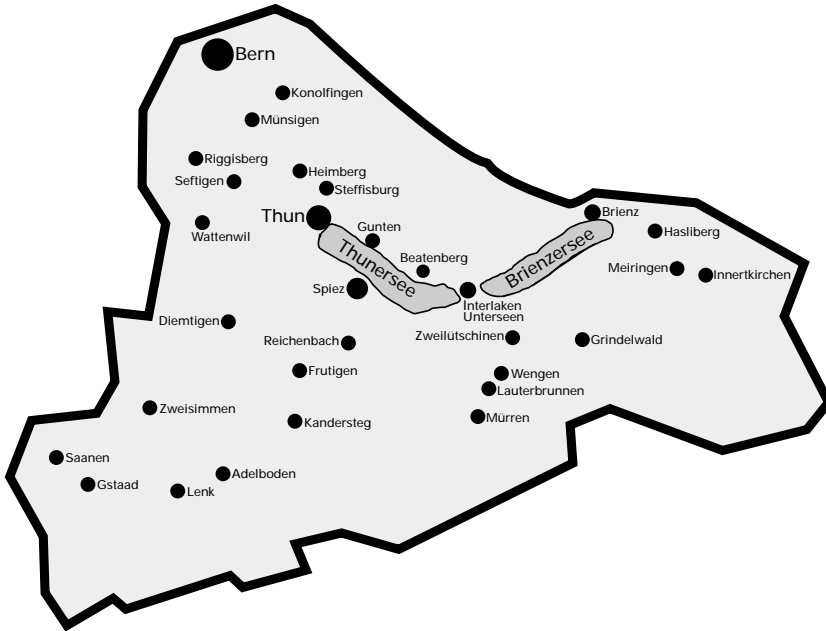 Bern
Konolfingen
Münsigen
Riggisberg
Heimberg
Seftigen
Steffisburg
Thun
Gunten
Wattenwil
Brienz
Hasliberg
Beatenberg
Thunersee
Brienzersee
Meiringen
Innertkirchen
Spiez
Interlaken
Unterseen
Diemtigen
Zweilütschinen
Reichenbach
Grindelwald
Frutigen
Wengen
Lauterbrunnen
Zweisimmen
Mürren
Kandersteg
Saanen
Adelboden
Gstaad
Lenk